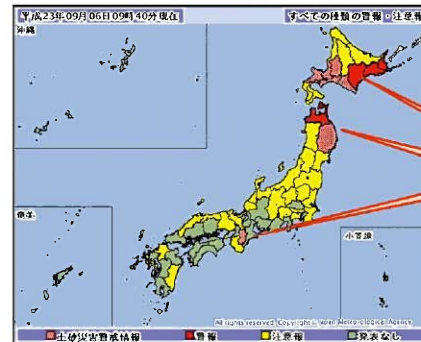 平成23年09月06日09時40分現在
すべての種類の警報・注意報
沖縄
奄美
小笠原
All rights reserved. Copyright © Japan Meteorological Agency
土砂災害警戒情報
警報
注意報
発表なし